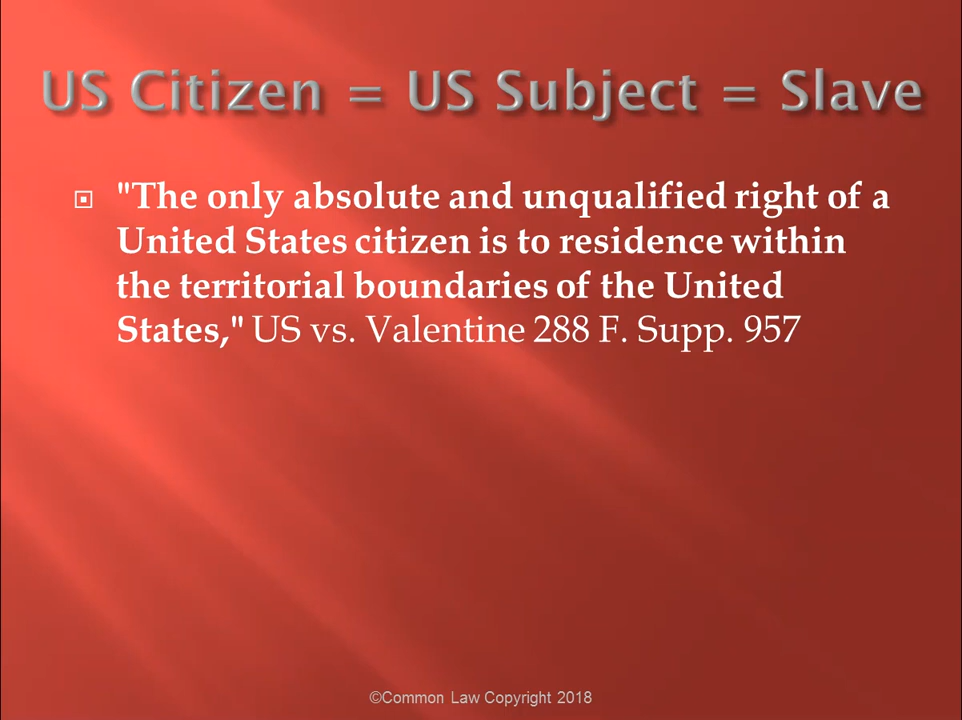 US Citizen = US Subject = Slave
"The only absolute and unqualified right of a
United States citizen is to residence within
the territorial boundaries of the United
States," US vs. Valentine 288 F. Supp. 957
©Common Law Copyright 2018